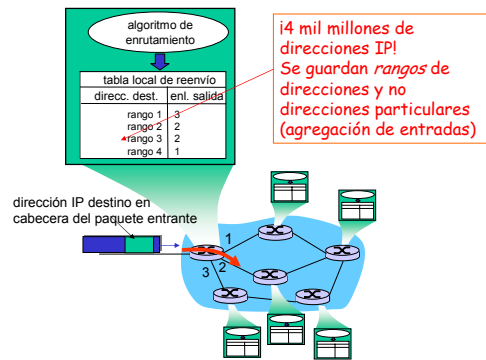 algoritmo de
enrutamiento
tabla local de reenvío
direcc. dest. enl. salida
rango 1 3
rango 2 2
rango 3 2
rango 4 1
¡4 mil millones de
direcciones IP!
Se guardan rangos de
direcciones y no
direcciones particulares
(agregación de entradas)
dirección IP destino en
cabecera del paquete entrante
1
2
3